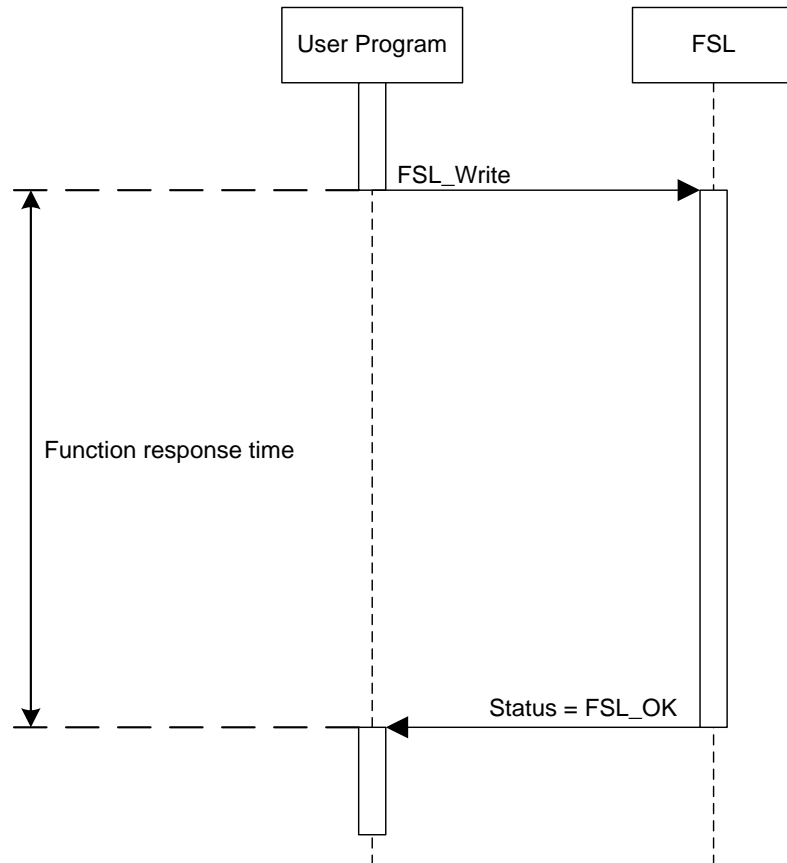 User Program
FSL
FSL_Write
Function response time
Status = FSL_OK